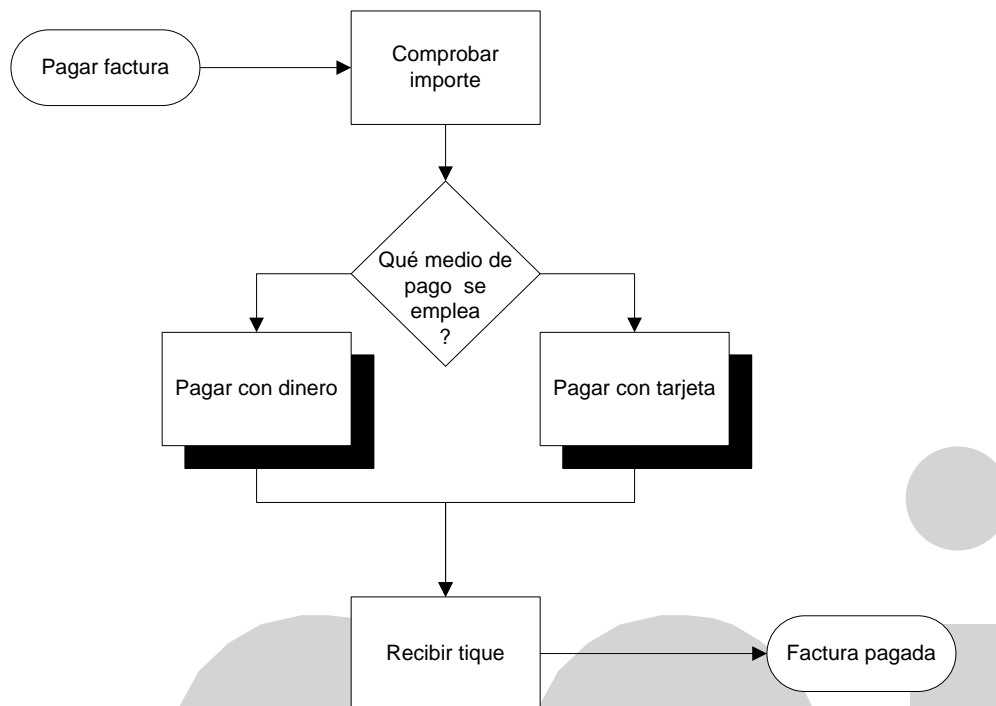 Pagar factura
Comprobar
importe
Qué medio de
pago se
emplea
?
Pagar con dinero
Pagar con tarjeta
Recibir tique
Factura pagada